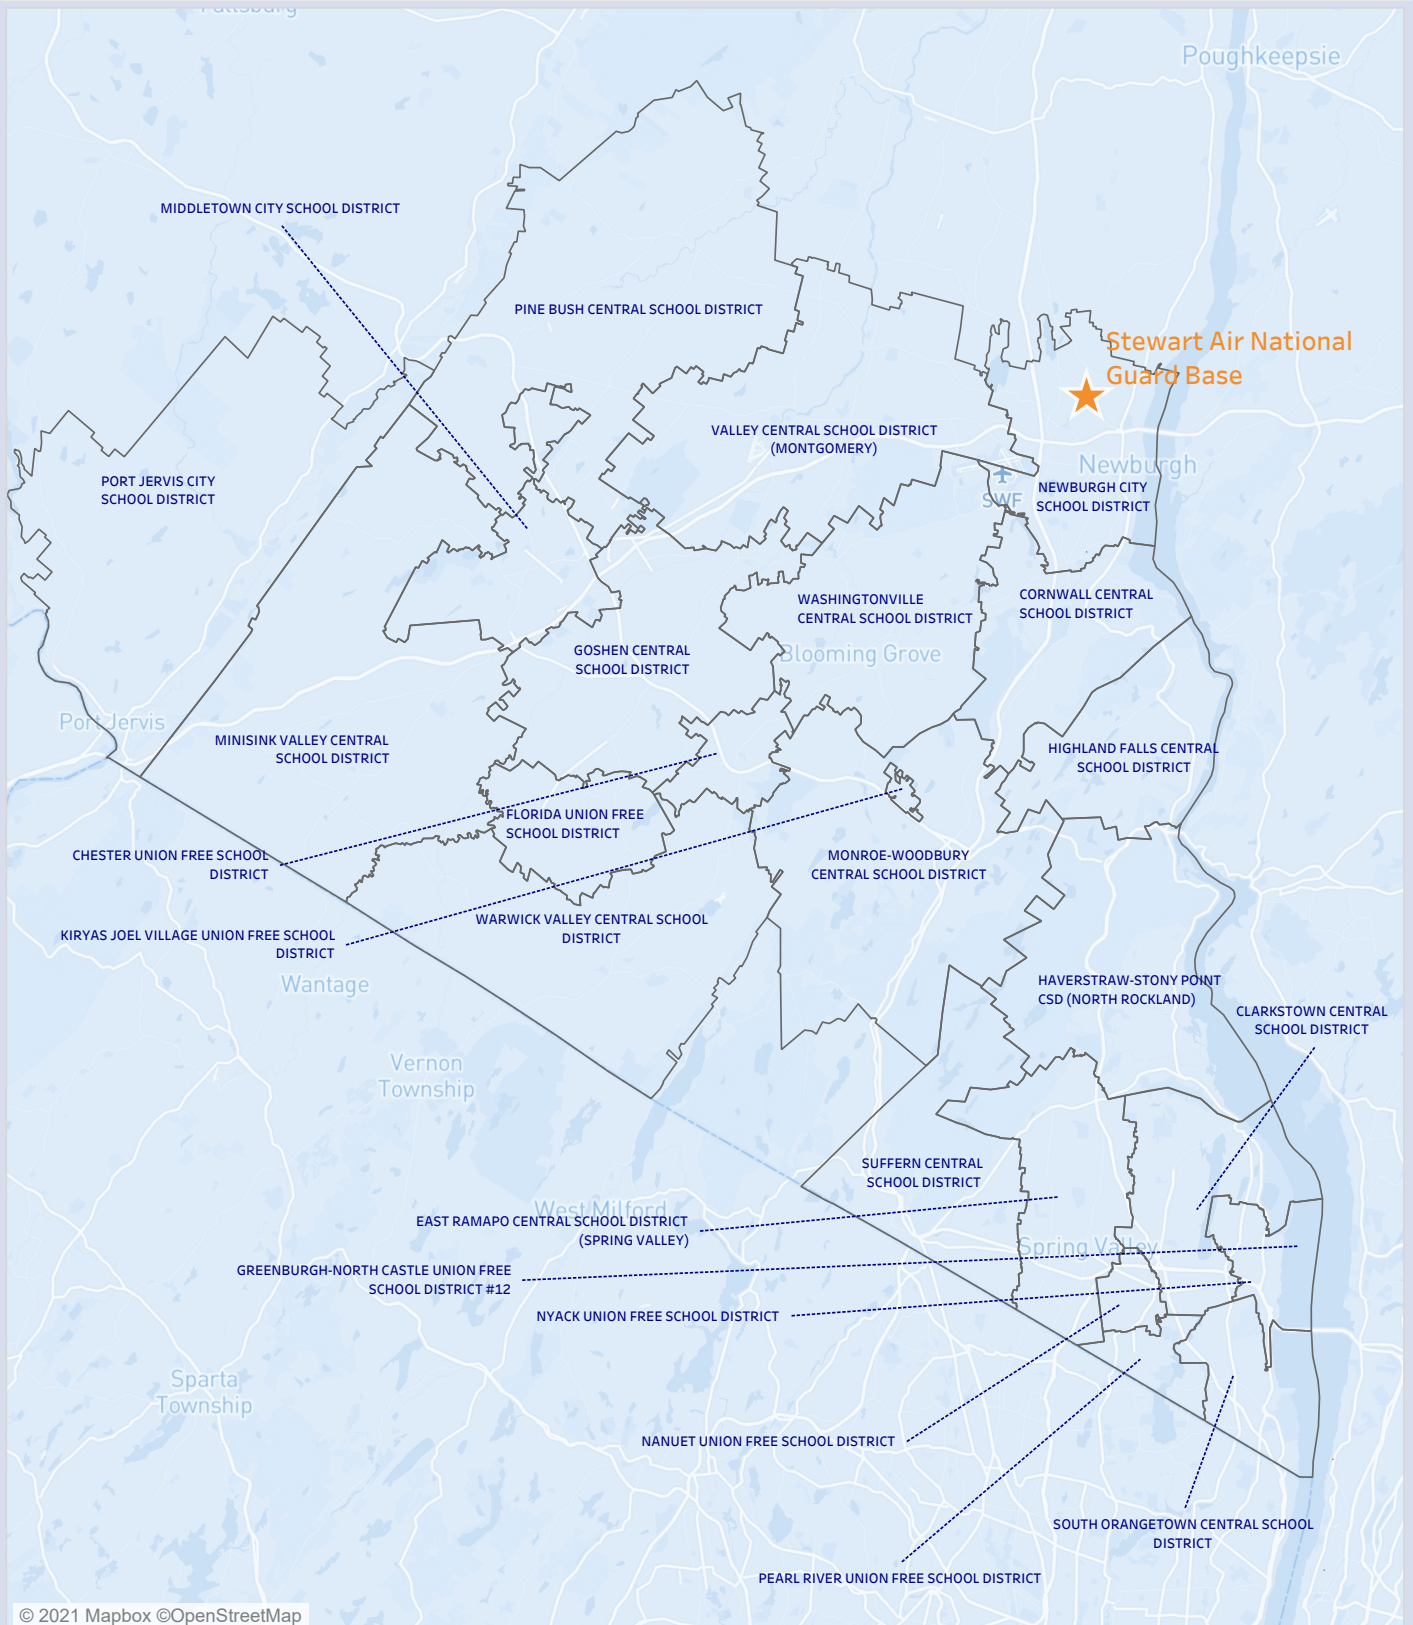 Fallsburg
Poughkeepsie
MIDDLETOWN CITY SCHOOL DISTRICT
PINE BUSH CENTRAL SCHOOL DISTRICT
Stewart Air National
Guard Base
VALLEY CENTRAL SCHOOL DISTRICT
(MONTGOMERY)
Newburgh
PORT JERVIS CITY
SCHOOL DISTRICT
SWF
NEWBURGH CITY
SCHOOL DISTRICT
WASHINGTONVILLE
CENTRAL SCHOOL DISTRICT
CORNWALL CENTRAL
SCHOOL DISTRICT
GOSHEN CENTRAL
SCHOOL DISTRICT
Blooming Grove
Port Jervis
MINISINK VALLEY CENTRAL
SCHOOL DISTRICT
HIGHLAND FALLS CENTRAL
SCHOOL DISTRICT
FLORIDA UNION FREE
SCHOOL DISTRICT
CHESTER UNION FREE SCHOOL
DISTRICT
MONROE-WOODBURY
CENTRAL SCHOOL DISTRICT
WARWICK VALLEY CENTRAL SCHOOL
DISTRICT
KIRYAS JOEL VILLAGE UNION FREE SCHOOL
DISTRICT
Wantage
HAVERSTRAW-STONY POINT
CSD (NORTH ROCKLAND)
CLARKSTOWN CENTRAL
SCHOOL DISTRICT
Vernon
Township
SUFFERN CENTRAL
SCHOOL DISTRICT
West Milford
EAST RAMAPO CENTRAL SCHOOL DISTRICT
(SPRING VALLEY)
Spring Valley
GREENBURGH-NORTH CASTLE UNION FREE
SCHOOL DISTRICT #12
NYACK UNION FREE SCHOOL DISTRICT
Sparta
Township
NANUET UNION FREE SCHOOL DISTRICT
SOUTH ORANGETOWN CENTRAL SCHOOL
DISTRICT
PEARL RIVER UNION FREE SCHOOL DISTRICT
© 2021 Mapbox ©OpenStreetMap